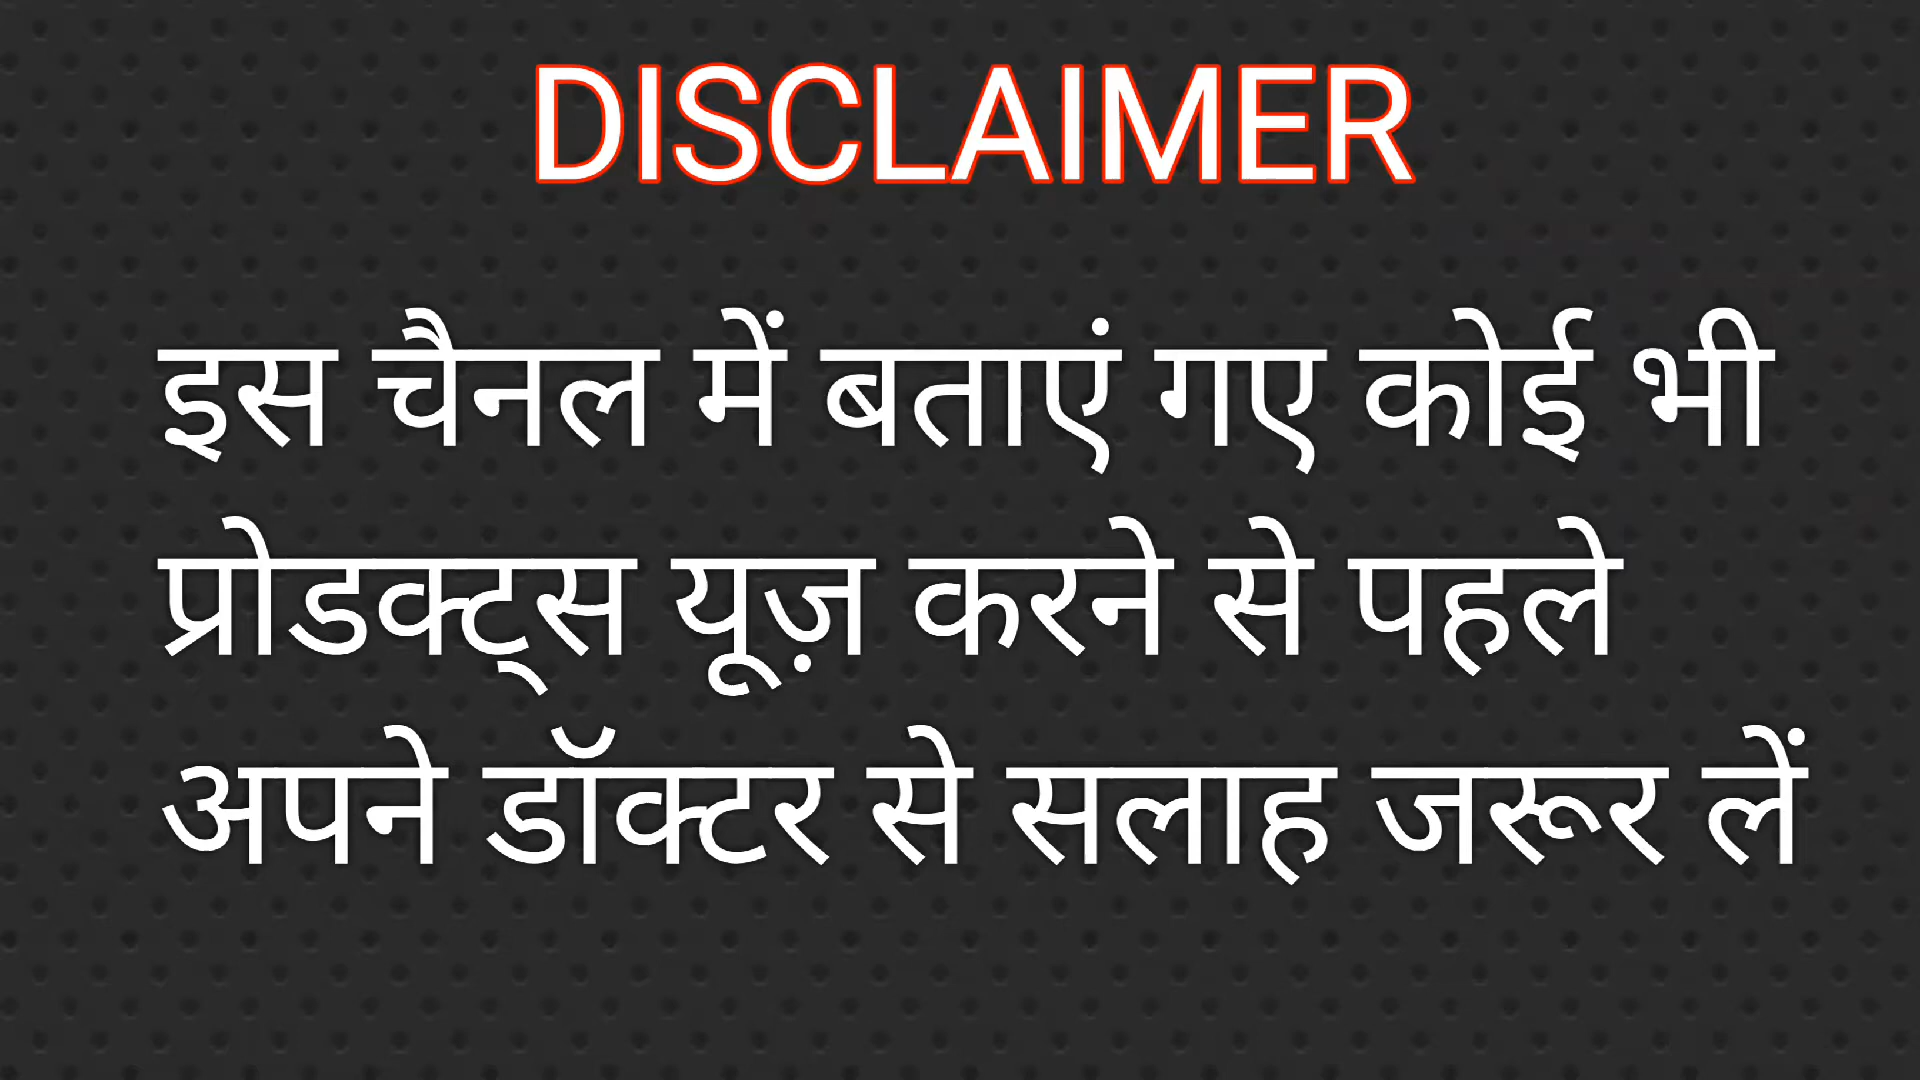 DISCLAIMER
इस चैनल में बताएं गए कोई भी
प्रोडक्ट्स यूज़ करने से पहले
अपने डॉक्टर से सलाह जरूर लें